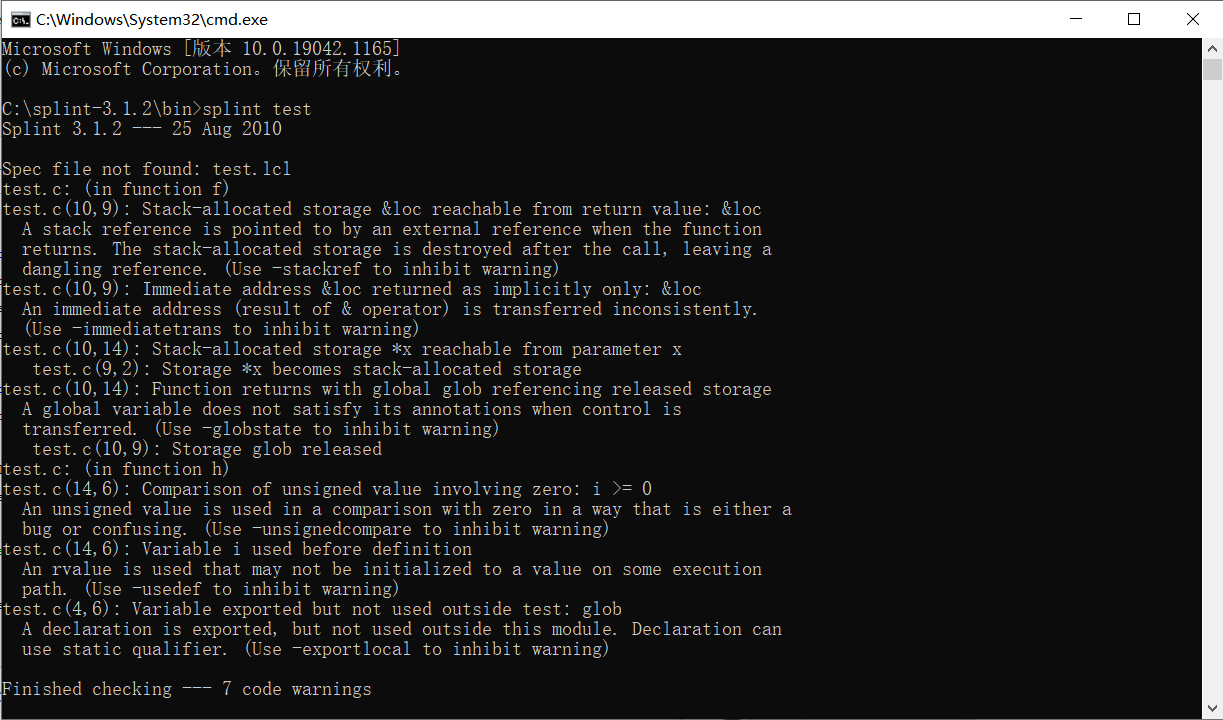 C:\Windows\System32\cmd.exe
Microsoft Windows [版本 10.0.19042.1165]
(c) Microsoft Corporation。保留所有权利。
C:\splint-3.1.2\bin>splint test
Splint 3.1.2 --- 25 Aug 2010
Spec file not found: test.lcl
test.c: (in function f)
test.c(10,9): Stack-allocated storage &loc reachable from return value: &loc
A stack reference is pointed to by an external reference when the function
returns. The stack-allocated storage is destroyed after the call, leaving a
dangling reference. (Use -stackref to inhibit warning)
test.c(10,9): Immediate address &loc returned as implicitly only: &loc
An immediate address (result of & operator) is transferred inconsistently.
(Use -immediatetrans to inhibit warning)
test.c(10,14): Stack-allocated storage *x reachable from parameter x
test.c(9,2): Storage *x becomes stack-allocated storage
test.c(10,14): Function returns with global glob referencing released storage
A global variable does not satisfy its annotations when control is
transferred. (Use -globstate to inhibit warning)
test.c(10,9): Storage glob released
test.c: (in function h)
test.c(14,6): Comparison of unsigned value involving zero: i >= 0
An unsigned value is used in a comparison with zero in a way that is either a
bug or confusing. (Use -unsignedcompare to inhibit warning)
test.c(14,6): Variable i used before definition
An rvalue is used that may not be initialized to a value on some execution
path. (Use -usedef to inhibit warning)
test.c(4,6): Variable exported but not used outside test: glob
A declaration is exported, but not used outside this module. Declaration can
use static qualifier. (Use -exportlocal to inhibit warning)
Finished checking --- 7 code warnings